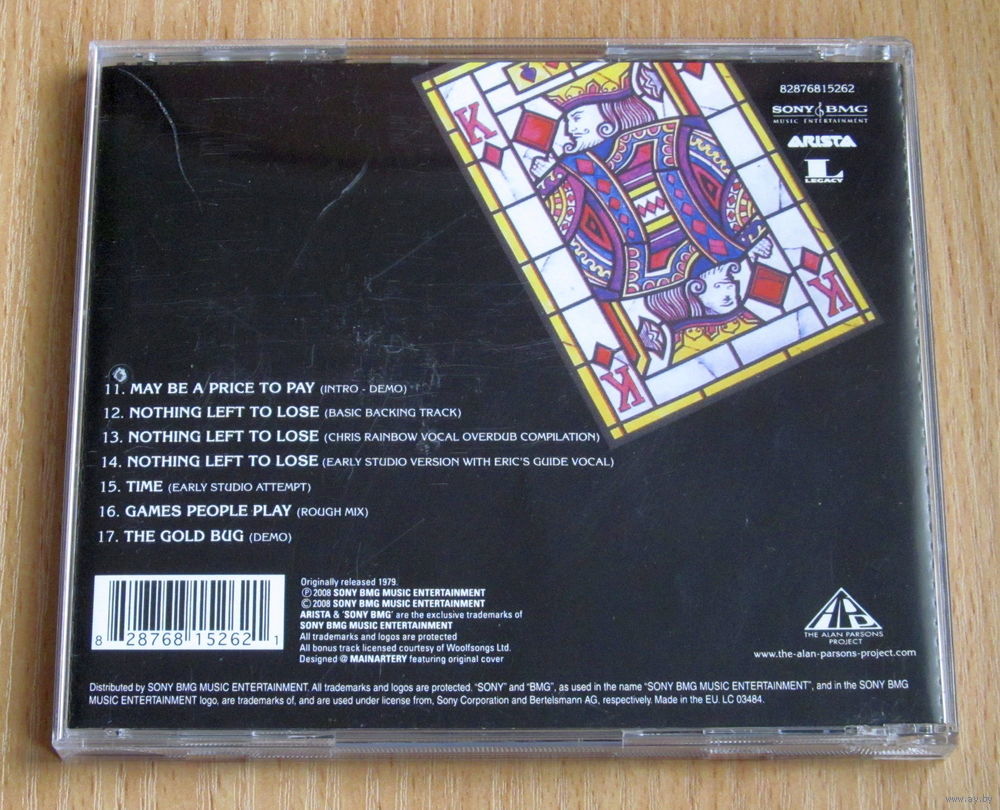 K
82876815262
SONY BMG
MUSIC ENTERTAINMENT
ARISTA
L
LEGACY
K
K
11. MAY BE A PRICE TO PAY (INTRO - DEMO)
12. NOTHING LEFT TO LOSE (BASIC BACKING TRACK)
13. NOTHING LEFT TO LOSE (CHRIS RAINBOW VOCAL OVERDUB COMPILATION)
14. NOTHING LEFT TO LOSE (EARLY STUDIO VERSION WITH ERIC'S GUIDE VOCAL)
15. TIME (EARLY STUDIO ATTEMPT)
16. GAMES PEOPLE PLAY (ROUGH MIX)
17. THE GOLD BUG (DEMO)
8 28768 15262 1
Originally released 1979.
Ⓟ 2008 SONY BMG MUSIC ENTERTAINMENT
© 2008 SONY BMG MUSIC ENTERTAINMENT
ARISTA & 'SONY BMG' are the exclusive trademarks of
SONY BMG MUSIC ENTERTAINMENT
All trademarks and logos are protected
All bonus track licensed courtesy of Woolfsongs Ltd.
Designed @ MAINARTERY featuring original cover
THE ALAN PARSONS
PROJECT
www.the-alan-parsons-project.com
Distributed by SONY BMG MUSIC ENTERTAINMENT. All trademarks and logos are protected. "SONY" and "BMG", as used in the name "SONY BMG MUSIC ENTERTAINMENT", and in the SONY BMG
MUSIC ENTERTAINMENT logo, are trademarks of, and are used under license from, Sony Corporation and Bertelsmann AG, respectively. Made in the EU. LC 03484.
www.ay.by